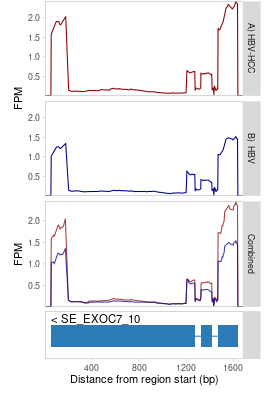 2.0
1.5
1.0
0.5
A) HBV-HCC
FPM
2.0
1.5
1.0
0.5
B) HBV
2.0
1.5
1.0
0.5
Combined
FPM
< SE_EXOC7_10
400
800
1200
1600
Distance from region start (bp)